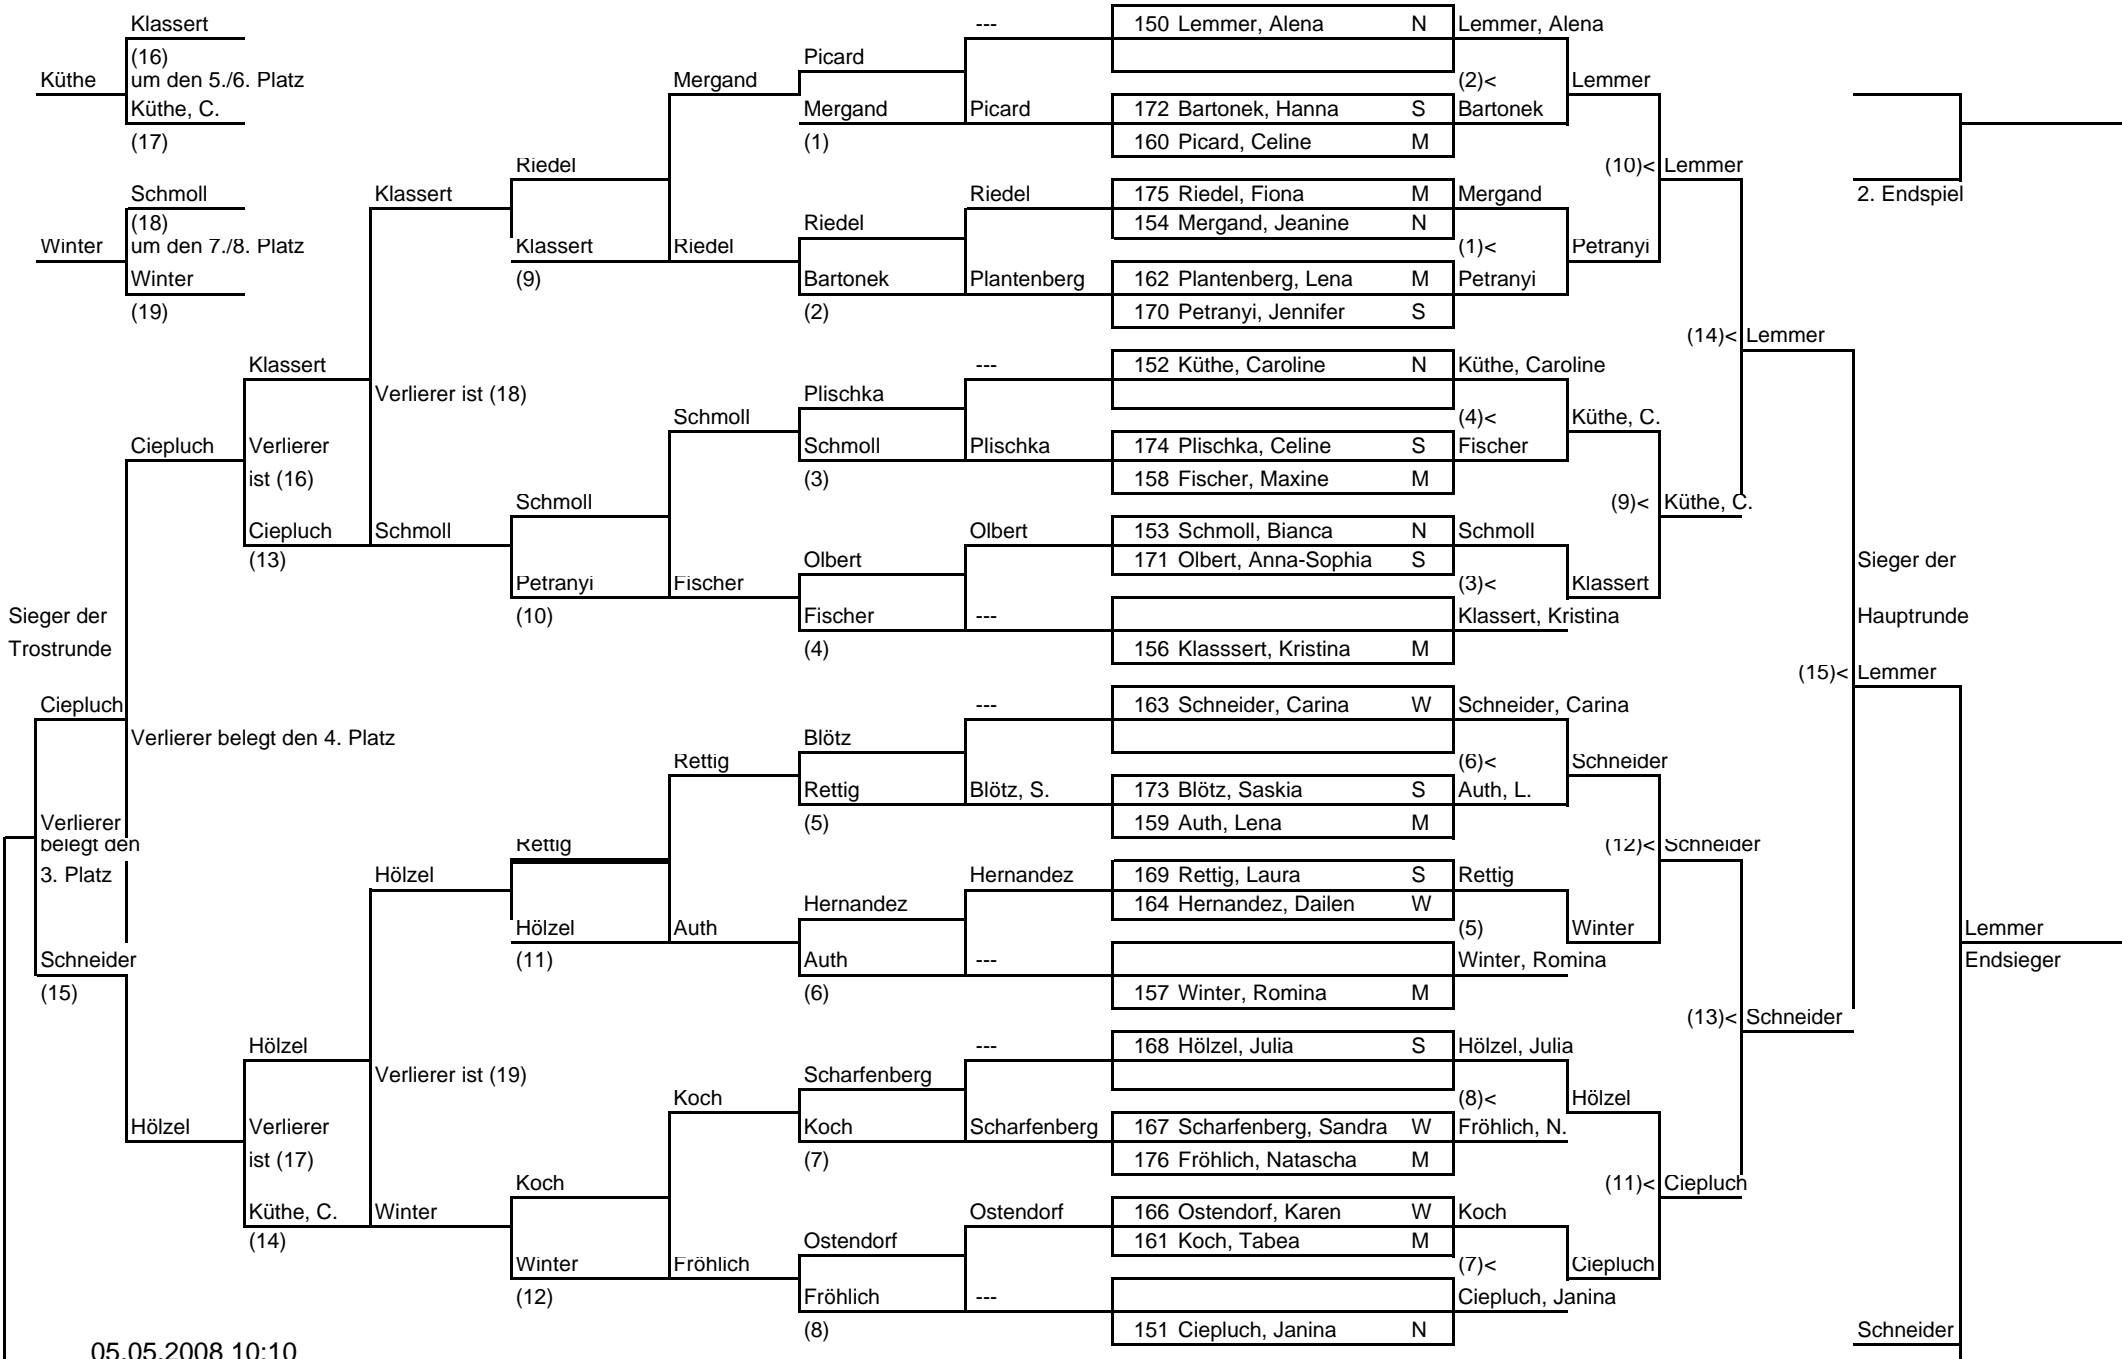 Klassert
(16)
um den 5./6. Platz
Küthe
Küthe, C.
(17)
Schmoll
(18)
um den 7./8. Platz
Winter
Winter
(19)
Klassert
Verlierer
ist (16)
Ciepluch
Ciepluch
(13)
Sieger der
Trostrunde
Ciepluch
Verlierer belegt den 4. Platz
Verlierer
belegt den
3. Platz
Schneider
(15)
Hölzel
Verlierer
ist (17)
Hölzel
Küthe, C.
(14)
Klassert
Verlierer ist (18)
Schmoll
Hölzel
Verlierer ist (19)
Winter
Riedel
Klassert
(9)
Schmoll
Petranyi
(10)
Rettig
Hölzel
(11)
Koch
Winter
(12)
Mergand
Riedel
Schmoll
Fischer
Rettig
Auth
Koch
Fröhlich
Picard
Mergand
(1)
Riedel
Bartonek
(2)
Plischka
Schmoll
(3)
Olbert
Fischer
(4)
Blötz
Rettig
(5)
Hernandez
Auth
(6)
Scharfenberg
Koch
(7)
Ostendorf
Fröhlich
(8)
---
Picard
Riedel
Plantenberg
---
Plischka
Olbert
---
---
Blötz, S.
Hernandez
---
---
Scharfenberg
Ostendorf
---
150 Lemmer, Alena N
172 Bartonek, Hanna S
160 Picard, Celine M
175 Riedel, Fiona M
154 Mergand, Jeanine N
162 Plantenberg, Lena M
170 Petranyi, Jennifer S
152 Küthe, Caroline N
174 Plischka, Celine S
158 Fischer, Maxine M
153 Schmoll, Bianca N
171 Olbert, Anna-Sophia S
156 Klasssert, Kristina M
163 Schneider, Carina W
173 Blötz, Saskia S
159 Auth, Lena M
169 Rettig, Laura S
164 Hernandez, Dailen W
157 Winter, Romina M
168 Hölzel, Julia S
167 Scharfenberg, Sandra W
176 Fröhlich, Natascha M
166 Ostendorf, Karen W
161 Koch, Tabea M
151 Ciepluch, Janina N
Lemmer, Alena
(2)<
Bartonek
Mergand
(1)<
Petranyi
Küthe, Caroline
(4)<
Fischer
Schmoll
(3)<
Klassert, Kristina
Schneider, Carina
(6)<
Auth, L.
Rettig
(5)
Winter, Romina
Hölzel, Julia
(8)<
Fröhlich, N.
Koch
(7)<
Ciepluch, Janina
Lemmer
Petranyi
Küthe, C.
Klassert
Schneider
Winter
Hölzel
Ciepluch
(10)< Lemmer
(9)< Küthe, C.
(12)< Schneider
(11)< Ciepluch
(14)< Lemmer
(13)< Schneider
2. Endspiel
Sieger der
Hauptrunde
(15)< Lemmer
Lemmer
Endsieger
Schneider
05.05.2008 10:10